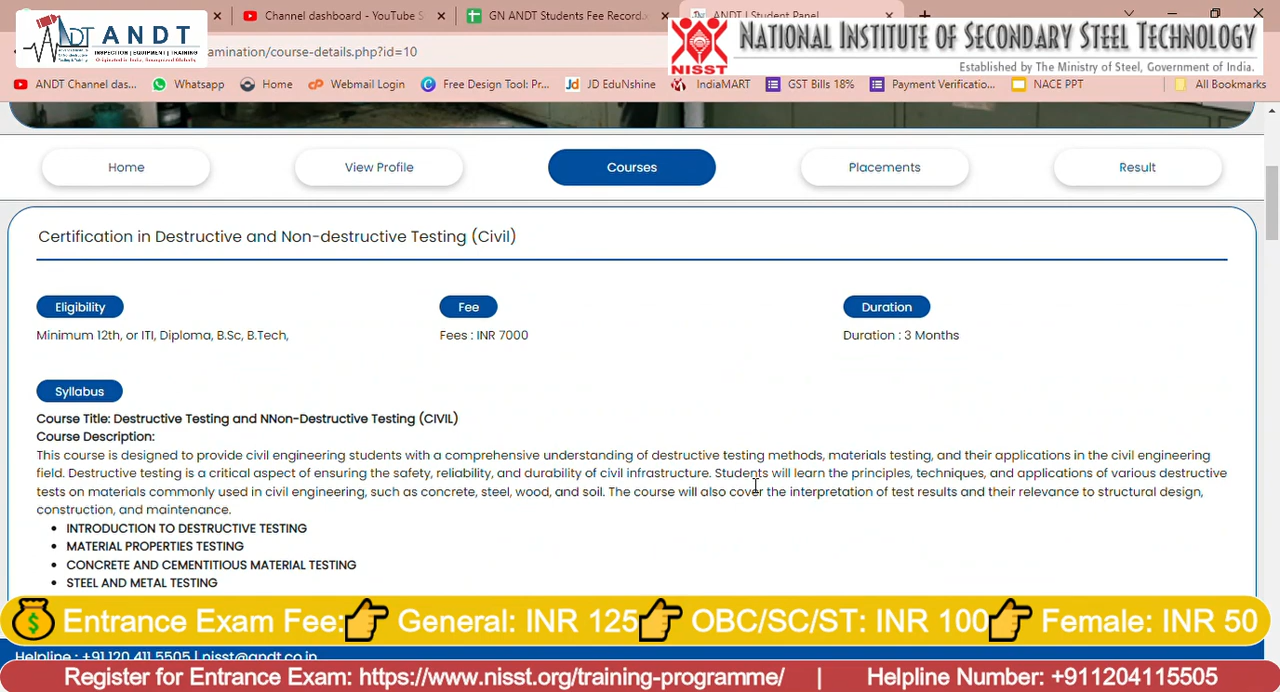 Channel dashboard - YouTube S
GN ANDT Students Fee Record.
ANDT | Student Panel
ANDT
INSPECTION | EQUIPMENT | TRAINING
amination/course-details.php?id=10
NISST
NATIONAL INSTITUTE OF SECONDARY STEEL TECHNOLOGY
Established by The Ministry of Steel, Government of India.
ANDT Channel das...
Whatsapp
Home
Webmail Login
Free Design Tool: Pr...
JD EduNshine
IndiaMART
GST Bills 18%
Payment Verificatio...
NACE PPT
All Bookmarks
Home
View Profile
Courses
Placements
Result
Certification in Destructive and Non-destructive Testing (Civil)
Eligibility
Fee
Duration
Minimum 12th, or ITI, Diploma, B.Sc, B.Tech,
Fees : INR 7000
Duration : 3 Months
Syllabus
Course Title: Destructive Testing and NNon-Destructive Testing (CIVIL)
Course Description:
This course is designed to provide civil engineering students with a comprehensive understanding of destructive testing methods, materials testing, and their applications in the civil engineering
field. Destructive testing is a critical aspect of ensuring the safety, reliability, and durability of civil infrastructure. Students will learn the principles, techniques, and applications of various destructive
tests on materials commonly used in civil engineering, such as concrete, steel, wood, and soil. The course will also cover the interpretation of test results and their relevance to structural design,
construction, and maintenance.
• INTRODUCTION TO DESTRUCTIVE TESTING
• MATERIAL PROPERTIES TESTING
• CONCRETE AND CEMENTITIOUS MATERIAL TESTING
• STEEL AND METAL TESTING
💰 Entrance Exam Fee:👉 General: INR 125👉 OBC/SC/ST: INR 100👉 Female: INR 50
Helpline : +91 120 411 5505 | nisst@andt.co.in
Register for Entrance Exam: https://www.nisst.org/training-programme/ | Helpline Number: +911204115505